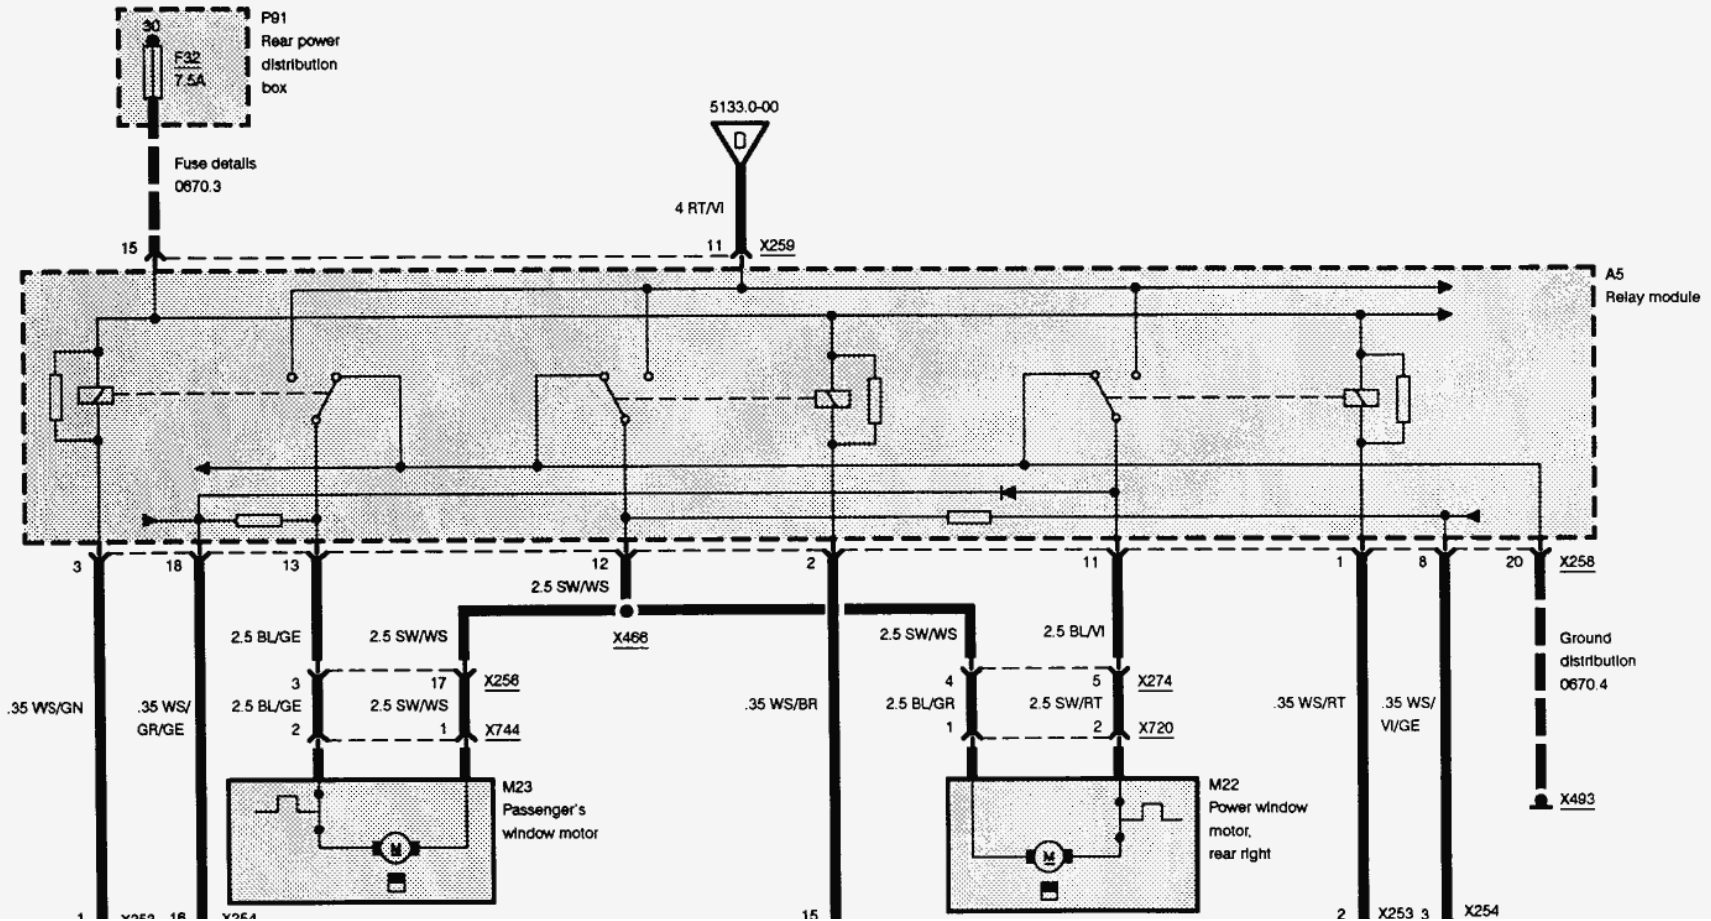 P91
30
Rear power
F32
distribution
7.5A
box
5133.0-00
D
Fuse details
0670.3
4 RT/VI
15
11
X259
A5
Relay module
3
18
13
12
2
11
1
8
20
X258
2.5 SW/WS
X466
2.5 BL/GE
2.5 SW/WS
2.5 SW/WS
2.5 BL/VI
Ground
distribution
0670.4
3
17
X256
4
5
X274
.35 WS/GN
.35 WS/
GR/GE
2.5 BL/GE
2.5 SW/WS
.35 WS/BR
2.5 BL/GR
2.5 SW/RT
.35 WS/RT
.35 WS/
VI/GE
2
1
X744
1
2
X720
M23
Passenger's
window motor
M
M22
Power window
motor,
rear right
M
X493
1
X253
16
X254
15
2
X253
3
X254